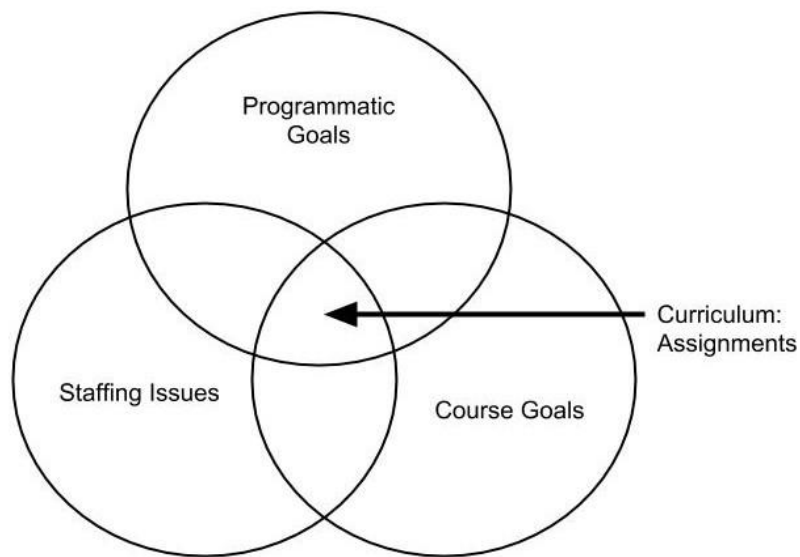 Programmatic
Goals
Curriculum:
Assignments
Staffing Issues
Course Goals